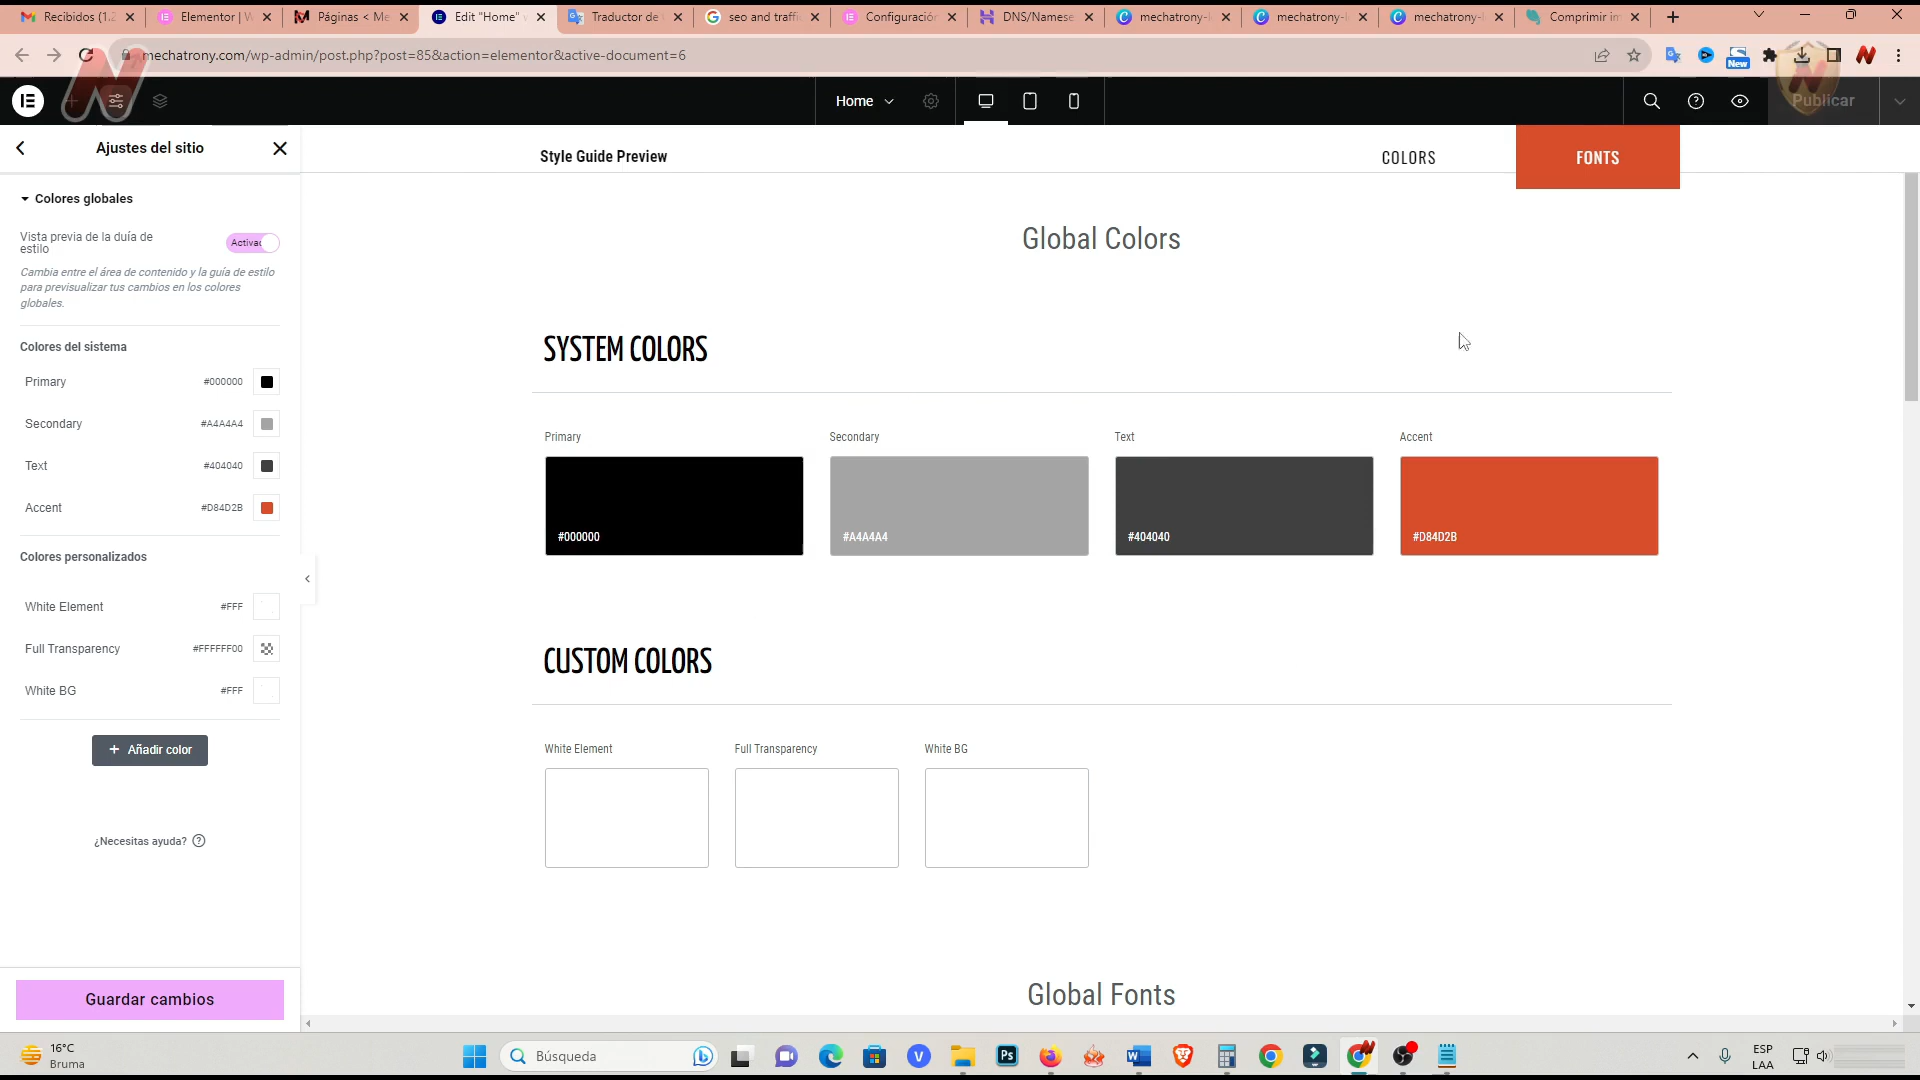 Recibidos (1.2
Elementor | W
Páginas < Me
Edit "Home" v
Traductor de
seo and traffi
Configuración
DNS/Namese
mechatrony-l
mechatrony-l
mechatrony-l
Comprimir im
mechatrony.com/wp-admin/post.php?post=85&action=elementor&active-document=6
New
Home
Publicar
Ajustes del sitio
Style Guide Preview
COLORS
FONTS
Colores globales
Vista previa de la duía de
estilo
Activad
Cambia entre el área de contenido y la guía de estilo
para previsualizar tus cambios en los colores
globales.
Global Colors
Colores del sistema
Primary #000000
Secondary #A4A4A4
Text #404040
Accent #D84D2B
Colores personalizados
White Element #FFF
Full Transparency #FFFFFF00
White BG #FFF
+ Añadir color
¿Necesitas ayuda? ?
Guardar cambios
SYSTEM COLORS
Primary
Secondary
Text
Accent
#000000
#A4A4A4
#404040
#D84D2B
CUSTOM COLORS
White Element
Full Transparency
White BG
Global Fonts
16°C
Bruma
Búsqueda
Ps
ESP
LAA